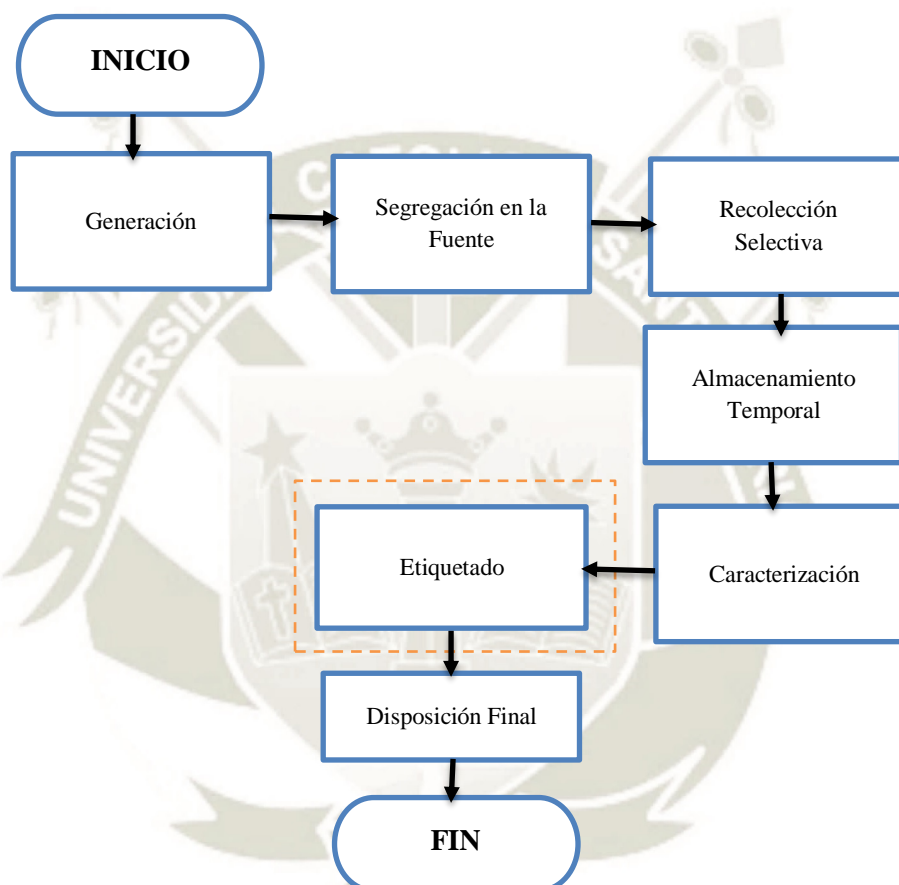 INICIO
Generación
Segregación en la
Fuente
Recolección
Selectiva
Almacenamiento
Temporal
Caracterización
Etiquetado
Disposición Final
FIN